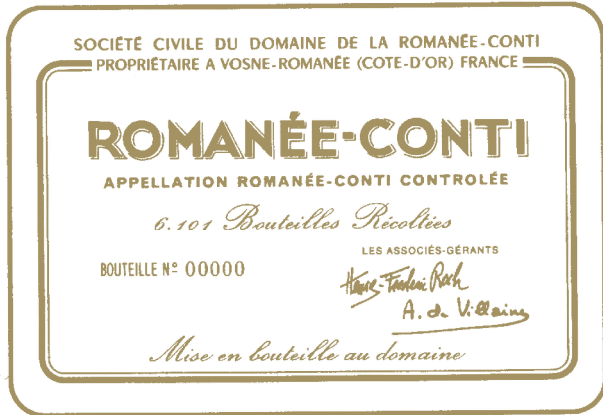 SOCIÉTÉ CIVILE DU DOMAINE DE LA ROMANÉE-CONTI
PROPRIÉTAIRE A VOSNE-ROMANÉE (COTE-D'OR) FRANCE
ROMANÉE-CONTI
APPELLATION ROMANÉE-CONTI CONTROLÉE
6.101 Bouteilles Récoltées
LES ASSOCIÉS-GÉRANTS
BOUTEILLE Nº 00000
Henry-Frédéric Roch
A. de Villaine
Mise en bouteille au domaine